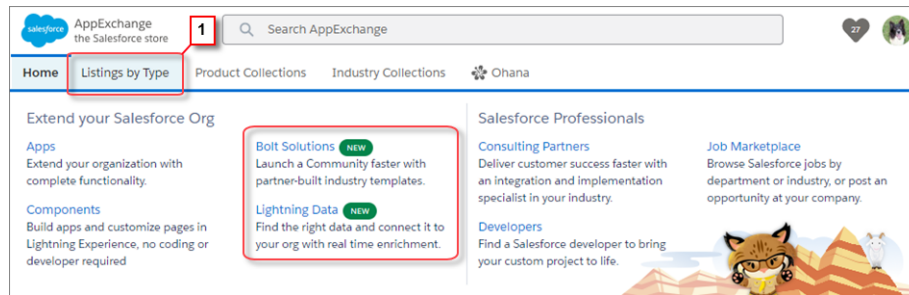 salesforce
AppExchange
the Salesforce store
1
Search AppExchange
27
Home
Listings by Type
Product Collections
Industry Collections
Ohana
Extend your Salesforce Org
Apps
Extend your organization with
complete functionality.
Components
Build apps and customize pages in
Lightning Experience, no coding or
developer required
Bolt Solutions NEW
Launch a Community faster with
partner-built industry templates.
Lightning Data NEW
Find the right data and connect it to
your org with real time enrichment.
Salesforce Professionals
Consulting Partners
Deliver customer success faster with
an integration and implementation
specialist in your industry.
Developers
Find a Salesforce developer to bring
your custom project to life.
Job Marketplace
Browse Salesforce jobs by
department or industry, or post an
opportunity at your company.